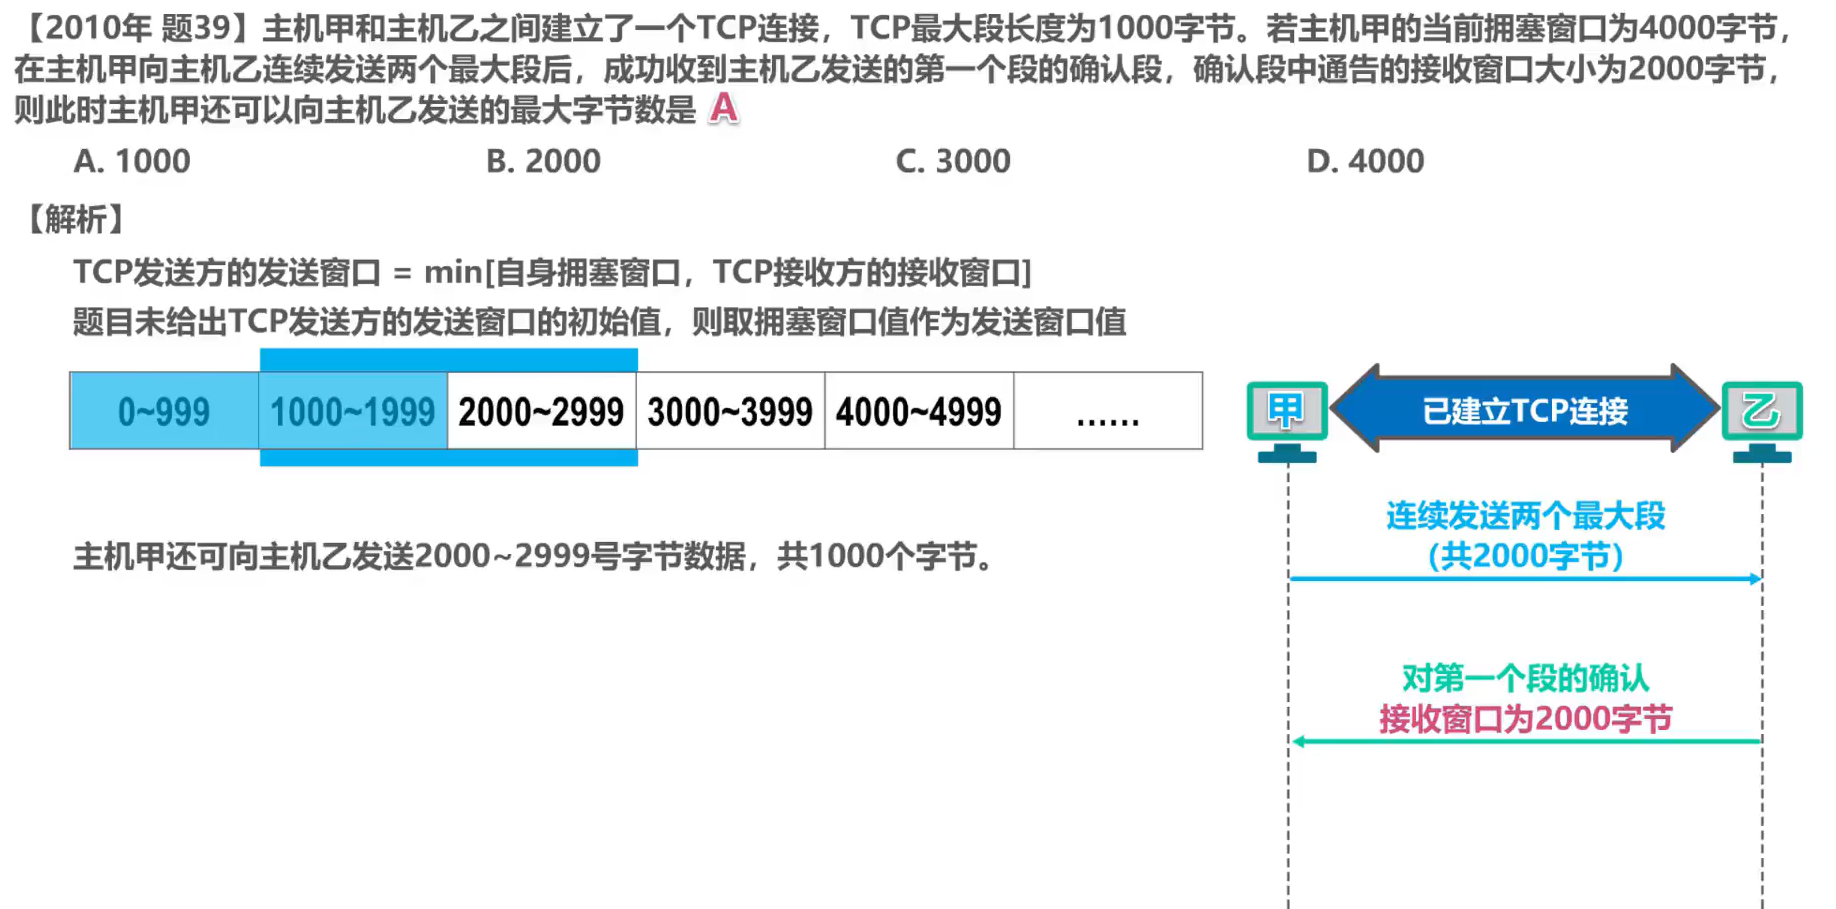 【2010年 题39】主机甲和主机乙之间建立了一个TCP连接，TCP最大段长度为1000字节。若主机甲的当前拥塞窗口为4000字节，
在主机甲向主机乙连续发送两个最大段后，成功收到主机乙发送的第一个段的确认段，确认段中通告的接收窗口大小为2000字节，
则此时主机甲还可以向主机乙发送的最大字节数是 A
A. 1000 B. 2000 C. 3000 D. 4000
【解析】
TCP发送方的发送窗口 = min[自身拥塞窗口，TCP接收方的接收窗口]
题目未给出TCP发送方的发送窗口的初始值，则取拥塞窗口值作为发送窗口值
0~999 1000~1999 2000~2999 3000~3999 4000~4999 ……
甲 已建立TCP连接 乙
连续发送两个最大段
（共2000字节）
主机甲还可向主机乙发送2000~2999号字节数据，共1000个字节。
对第一个段的确认
接收窗口为2000字节